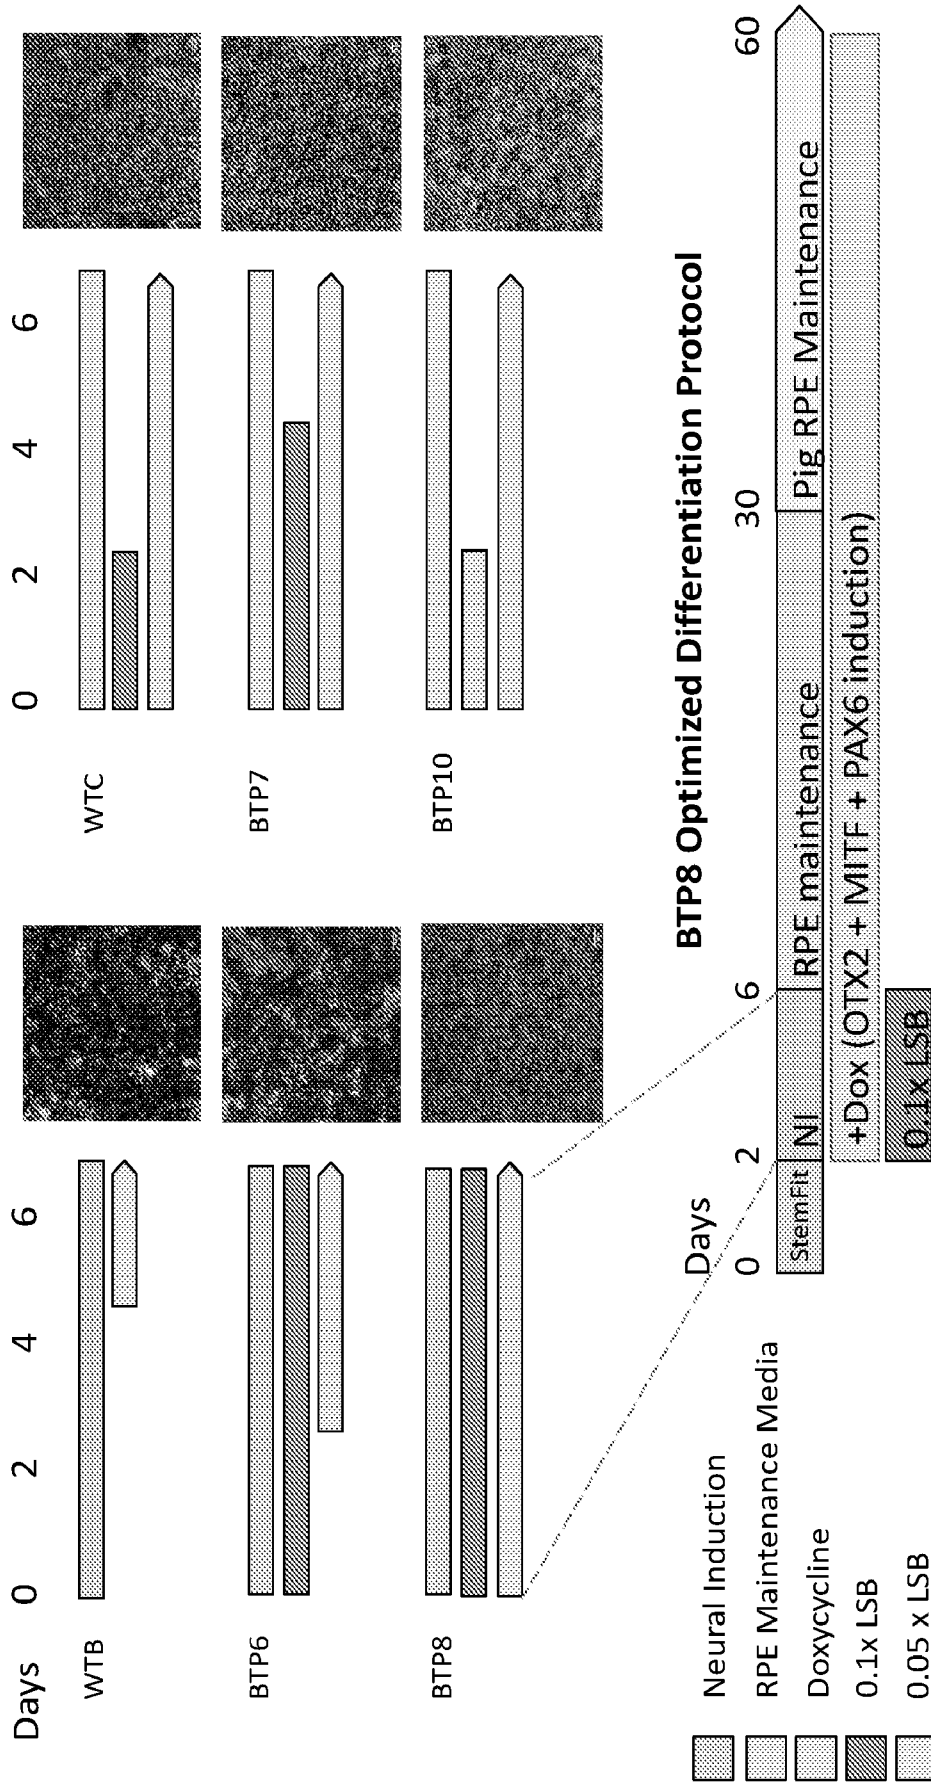 Days 0 2 4 6
0 2 4 6
WTB
WTC
BTP6
BTP7
BTP8
BTP10
Neural Induction
RPE Maintenance Media
Doxycycline
0.1x LSB
0.05 x LSB
BTP8 Optimized Differentiation Protocol
Days
0 2 6 30 60
StemFit NI RPE maintenance Pig RPE Maintenance
+Dox (OTX2 + MITF + PAX6 induction)
0.1x LSB